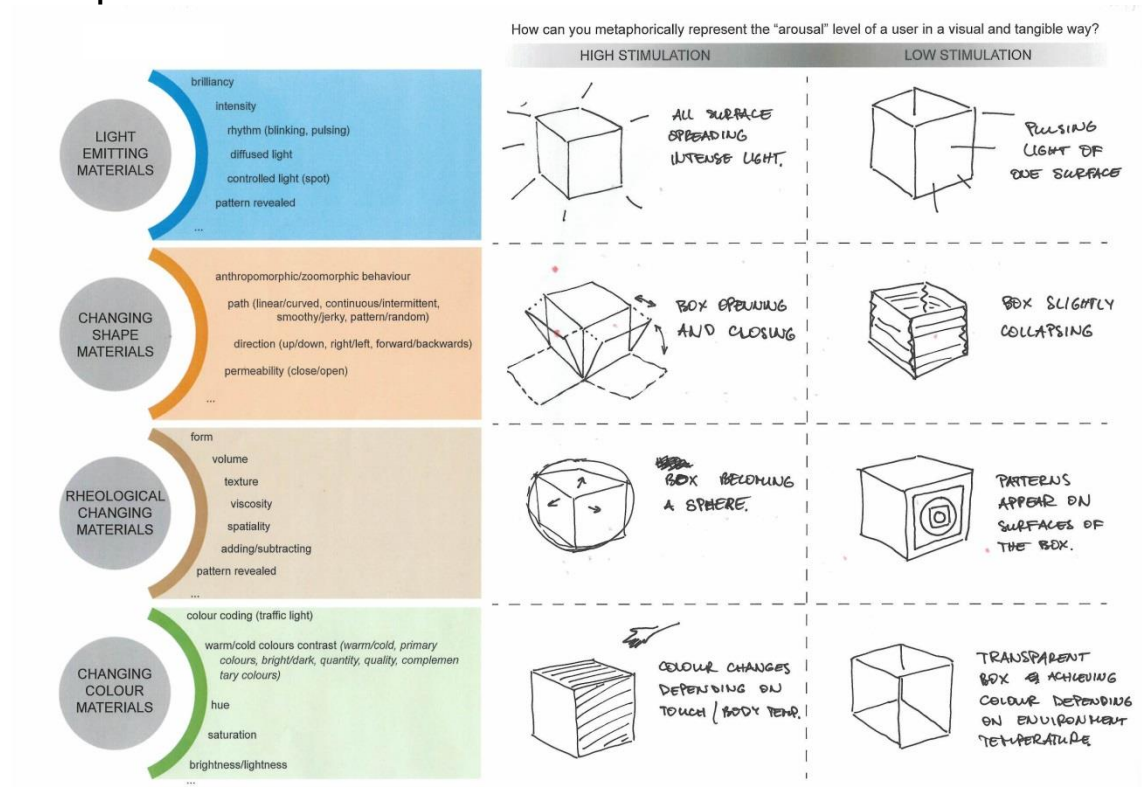 How can you metaphorically represent the “arousal” level of a user in a visual and tangible way?
HIGH STIMULATION
LOW STIMULATION
LIGHT
EMITTING
MATERIALS
brilliancy
intensity
rhythm (blinking, pulsing)
diffused light
controlled light (spot)
pattern revealed
...
ALL SURFACE
SPREADING
INTENSE LIGHT.
PULSING
LIGHT OF
ONE SURFACE
CHANGING
SHAPE
MATERIALS
anthropomorphic/zoomorphic behaviour
path (linear/curved, continuous/intermittent,
smoothy/jerky, pattern/random)
direction (up/down, right/left, forward/backwards)
permeability (close/open)
...
BOX OPENNING
AND CLOSING
BOX SLIGHTLY
COLLAPSING
RHEOLOGICAL
CHANGING
MATERIALS
form
volume
texture
viscosity
spatiality
adding/subtracting
pattern revealed
...
BOX BECOMING
A SPHERE.
PATTERNS
APPEAR ON
SURFACES OF
THE BOX.
CHANGING
COLOUR
MATERIALS
colour coding (traffic light)
warm/cold colours contrast (warm/cold, primary
colours, bright/dark, quantity, quality, complemen
tary colours)
hue
saturation
brightness/lightness
...
COLOUR CHANGES
DEPENDING ON
TOUCH / BODY TEMP.
TRANSPARENT
BOX ACHIEVING
COLOUR DEPENDING
ON ENVIRONMENT
TEMPERATURE